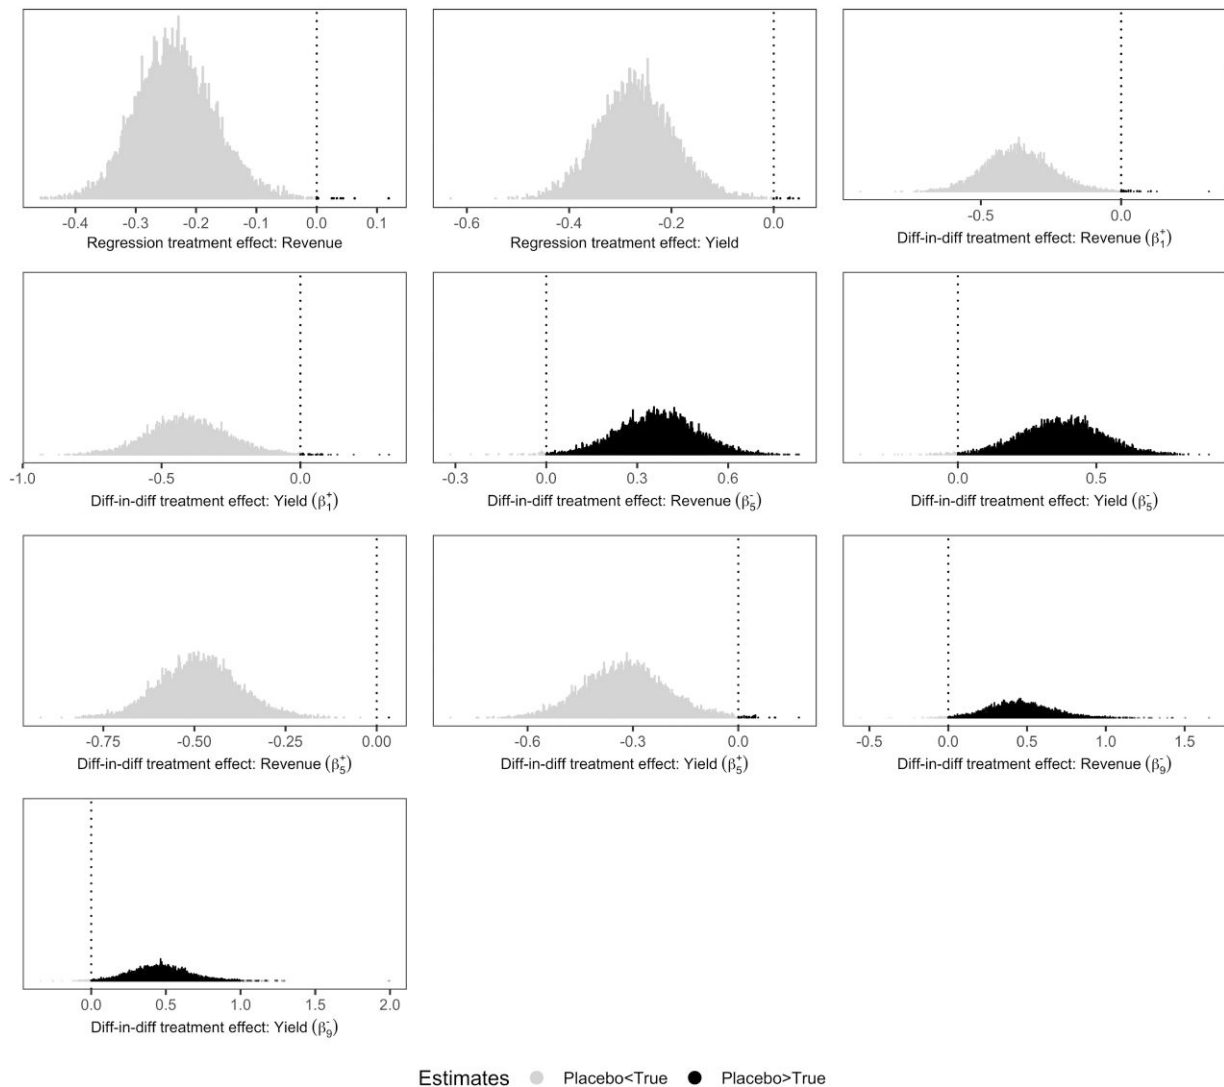 -0.4 -0.3 -0.2 -0.1 0.0 0.1
Regression treatment effect: Revenue
-0.6 -0.4 -0.2 0.0
Regression treatment effect: Yield
-0.5 0.0
Diff-in-diff treatment effect: Revenue (β₁⁺)
-1.0 -0.5 0.0
Diff-in-diff treatment effect: Yield (β₁⁺)
-0.3 0.0 0.3 0.6
Diff-in-diff treatment effect: Revenue (β₅⁻)
0.0 0.5
Diff-in-diff treatment effect: Yield (β₅⁻)
-0.75 -0.50 -0.25 0.00
Diff-in-diff treatment effect: Revenue (β₅⁺)
-0.6 -0.3 0.0
Diff-in-diff treatment effect: Yield (β₅⁺)
-0.5 0.0 0.5 1.0 1.5
Diff-in-diff treatment effect: Revenue (β₉⁻)
0.0 0.5 1.0 1.5 2.0
Diff-in-diff treatment effect: Yield (β₉⁻)
Estimates Placebo<True Placebo>True